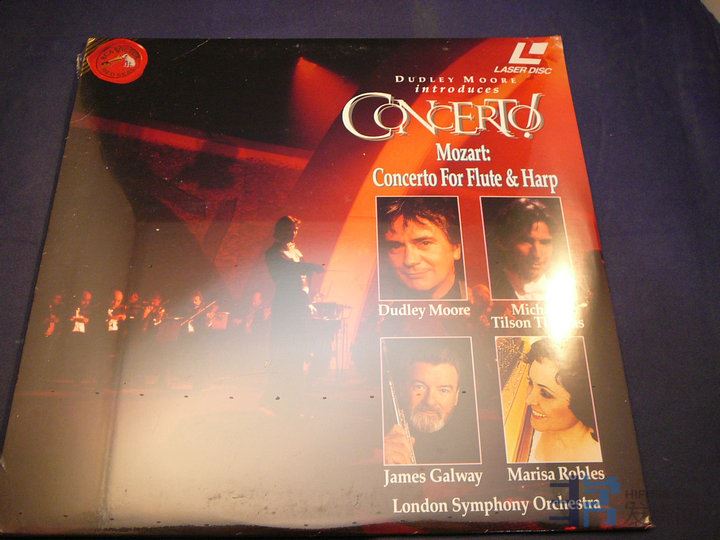 LASER DISC
DUDLEY MOORE
introduces
CONCERTO!
Mozart:
Concerto For Flute & Harp
Dudley Moore
Tilson
James Galway
Marisa Robles
London Symphony Orchestra